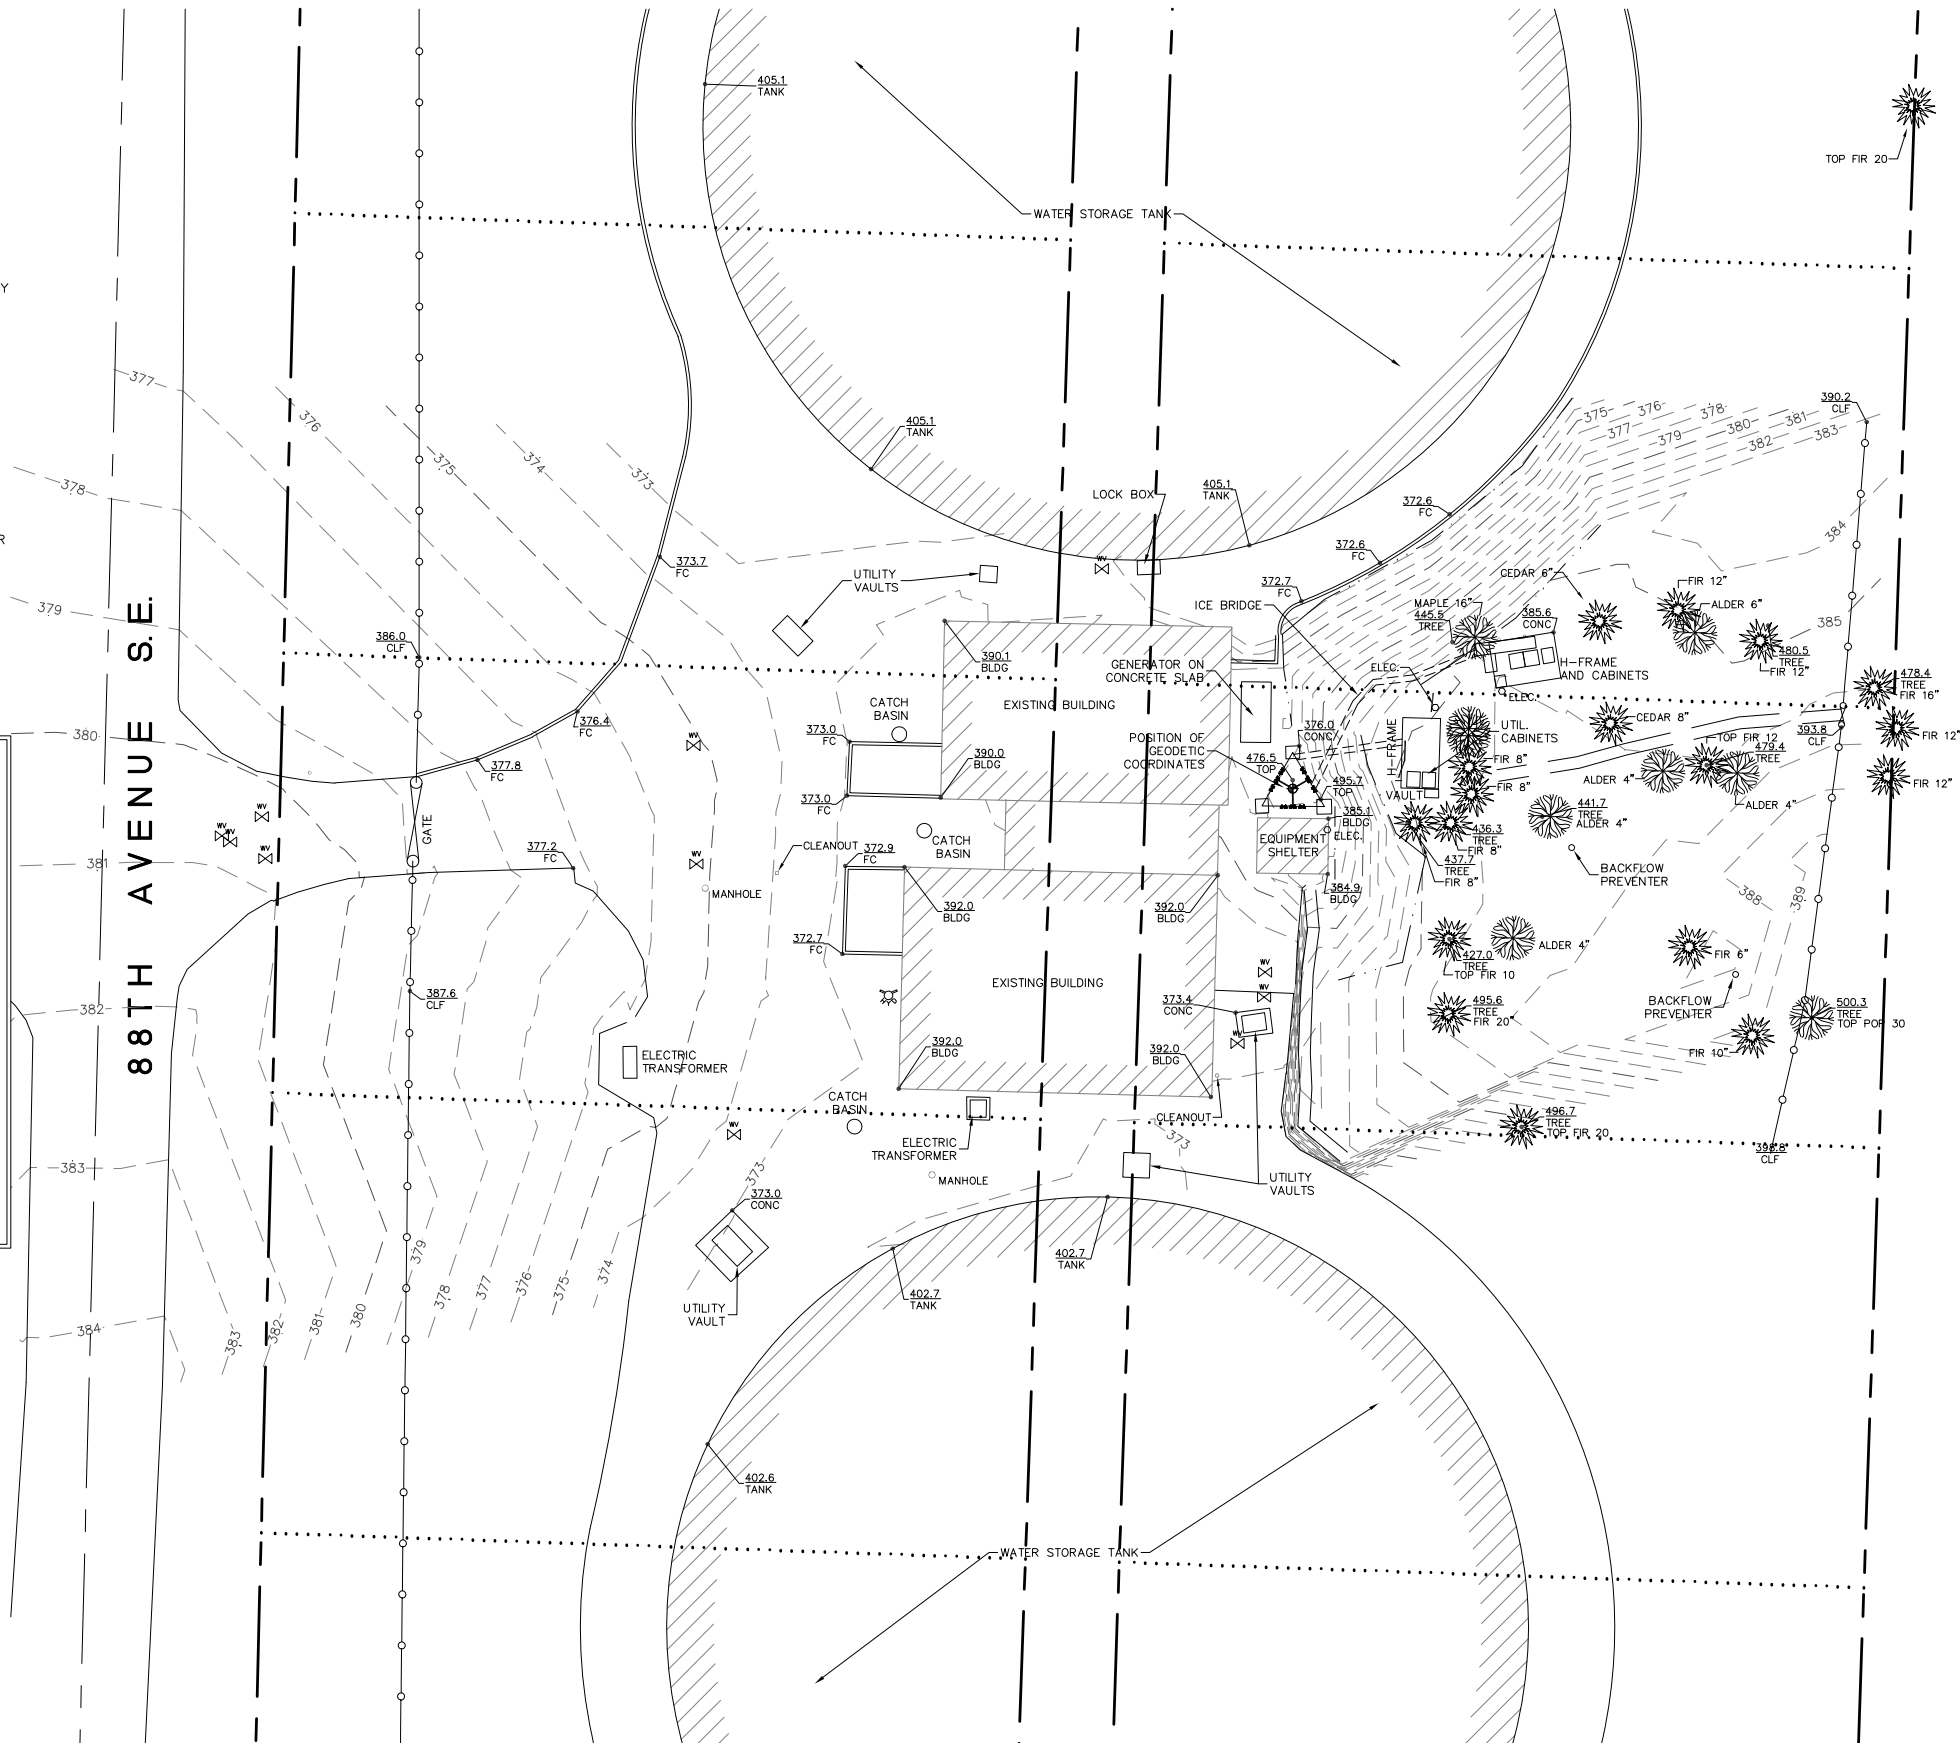 405.1
TANK
TOP FIR 20
WATER STORAGE TANK
Y
377
376
375
374
373
378
379
405.1
TANK
LOCK BOX
405.1
TANK
372.6
FC
372.6
FC
372.7
FC
375
376
378
381
377
379
380
382
383
390.2
CLF
384
385
R
373.7
FC
UTILITY
VAULTS
WV
ICE BRIDGE
CEDAR 6"
MAPLE 16"
445.5
TREE
385.6
CONC
FIR 12"
ALDER 6"
480.5
TREE
FIR 12"
478.4
TREE
FIR 16"
386.0
CLF
390.1
BLDG
GENERATOR ON
CONCRETE SLAB
ELEC.
H-FRAME
AND CABINETS
ELEC.
CATCH
BASIN
EXISTING BUILDING
376.4
FC
373.0
FC
390.0
BLDG
POSITION OF
GEODETIC
COORDINATES
376.0
CONC
476.5
TOP
495.7
TOP
H-FRAME
UTIL.
CABINETS
CEDAR 8"
TOP FIR 12
479.4
TREE
393.8
CLF
FIR 12"
FIR 12"
FIR 8"
FIR 8"
VAULT
ALDER 4"
ALDER 4"
380
377.8
FC
WV
373.0
FC
385.1
BLDG
ELEC.
EQUIPMENT
SHELTER
441.7
TREE
ALDER 4"
436.3
TREE
FIR 8"
437.7
TREE
FIR 8"
88TH AVENUE S.E.
WV
WV
WV
WV
GATE
377.2
FC
WV
CLEANOUT
372.9
FC
CATCH
BASIN
MANHOLE
381
384.9
BLDG
BACKFLOW
PREVENTER
388
389
392.0
BLDG
392.0
BLDG
372.7
FC
427.0
TREE
TOP FIR 10
ALDER 4"
FIR 6"
WV
WV
WV
EXISTING BUILDING
373.4
CONC
495.6
TREE
FIR 20"
BACKFLOW
PREVENTER
500.3
TREE
TOP POP 30
FIR 10"
382
387.6
CLF
ELECTRIC
TRANSFORMER
392.0
BLDG
392.0
BLDG
CATCH
BASIN
WV
CLEANOUT
373
496.7
TREE
TOP FIR 20
398.8
CLF
ELECTRIC
TRANSFORMER
MANHOLE
UTILITY
VAULTS
383
373
373.0
CONC
402.7
TANK
402.7
TANK
UTILITY
VAULT
384
383
382
381
380
379
378
377
376
375
374
402.6
TANK
WATER STORAGE TANK